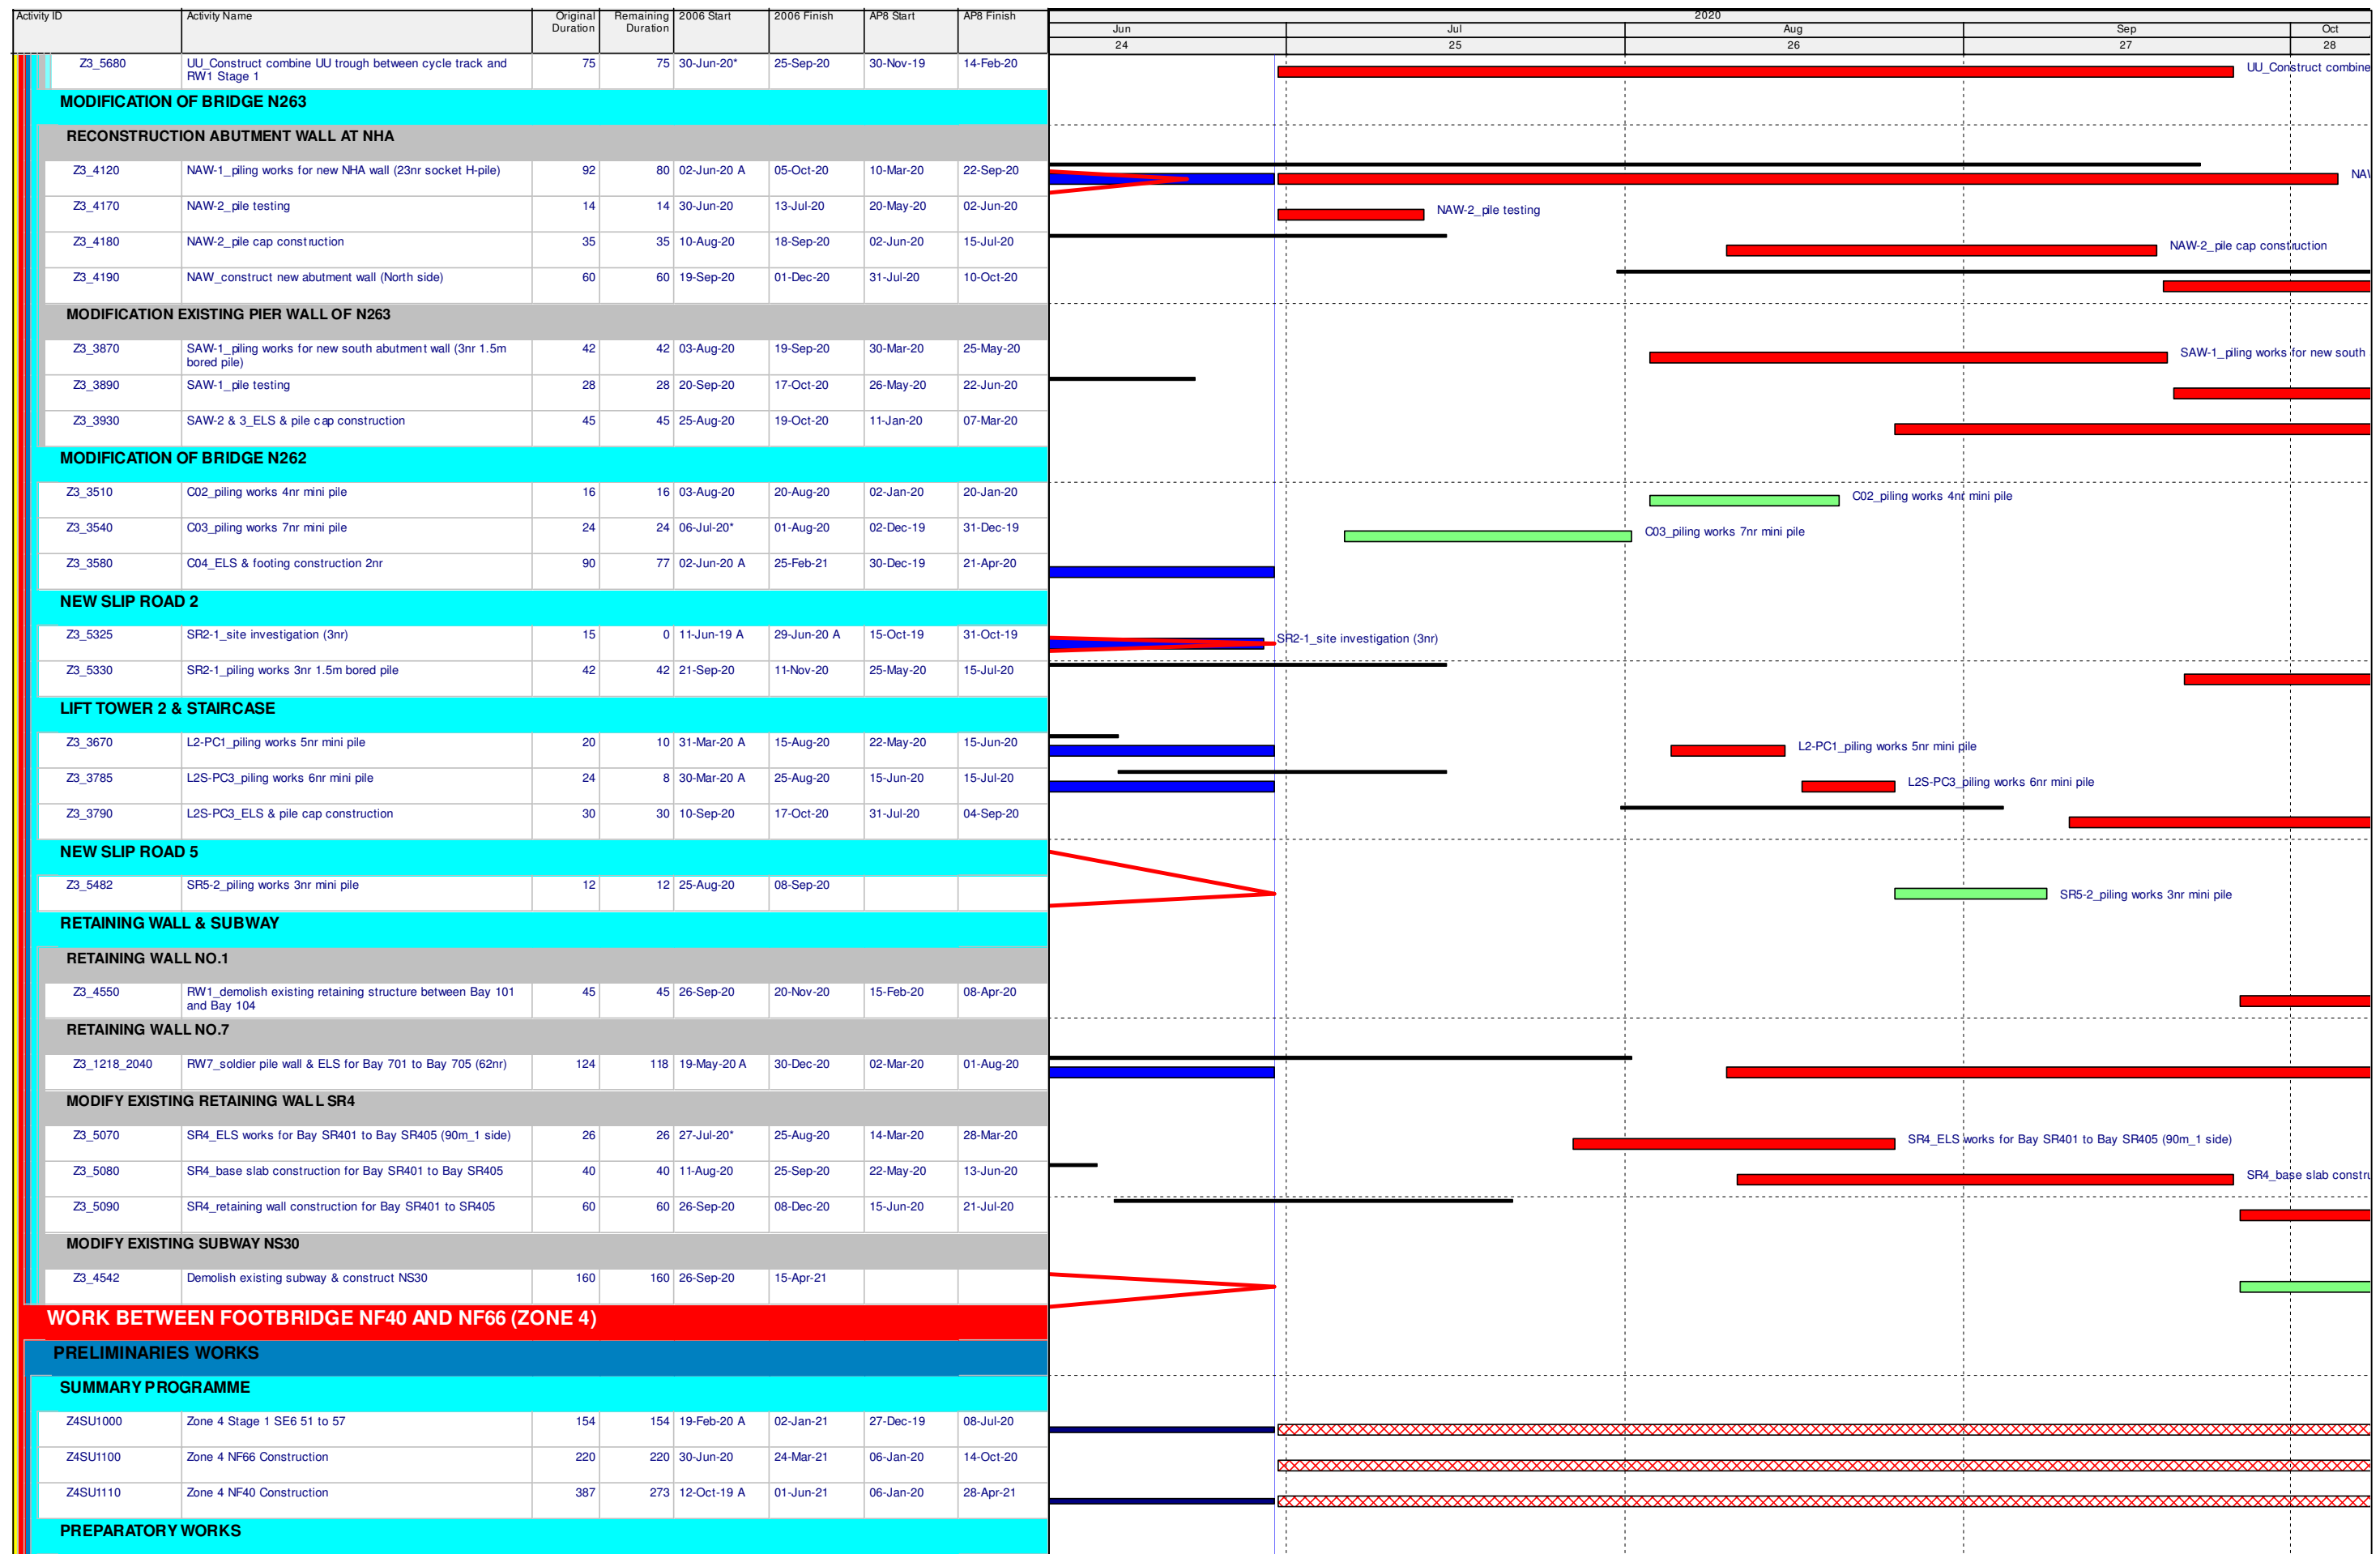 Activity ID Activity Name Original Duration Remaining Duration 2006 Start 2006 Finish AP8 Start AP8 Finish 2020
Jun Jul Aug Sep Oct
24 25 26 27 28
Z3_5680 UU_Construct combine UU trough between cycle track and 75 75 30-Jun-20* 25-Sep-20 30-Nov-19 14-Feb-20 UU_Construct combine
RW1 Stage 1
MODIFICATION OF BRIDGE N263
RECONSTRUCTION ABUTMENT WALL AT NHA
Z3_4120 NAW-1_piling works for new NHA wall (23nr socket H-pile) 92 80 02-Jun-20 A 05-Oct-20 10-Mar-20 22-Sep-20
Z3_4170 NAW-2_pile testing 14 14 30-Jun-20 13-Jul-20 20-May-20 02-Jun-20 NAW-2_pile testing
Z3_4180 NAW-2_pile cap construction 35 35 10-Aug-20 18-Sep-20 02-Jun-20 15-Jul-20 NAW-2_pile cap construction
Z3_4190 NAW_construct new abutment wall (North side) 60 60 19-Sep-20 01-Dec-20 31-Jul-20 10-Oct-20
MODIFICATION EXISTING PIER WALL OF N263
Z3_3870 SAW-1_piling works for new south abutment wall (3nr 1.5m 42 42 03-Aug-20 19-Sep-20 30-Mar-20 25-May-20 SAW-1_piling works for new south
bored pile)
Z3_3890 SAW-1_pile testing 28 28 20-Sep-20 17-Oct-20 26-May-20 22-Jun-20
Z3_3930 SAW-2 & 3_ELS & pile cap construction 45 45 25-Aug-20 19-Oct-20 11-Jan-20 07-Mar-20
MODIFICATION OF BRIDGE N262
Z3_3510 C02_piling works 4nr mini pile 16 16 03-Aug-20 20-Aug-20 02-Jan-20 20-Jan-20 C02_piling works 4nr mini pile
Z3_3540 C03_piling works 7nr mini pile 24 24 06-Jul-20* 01-Aug-20 02-Dec-19 31-Dec-19 C03_piling works 7nr mini pile
Z3_3580 C04_ELS & footing construction 2nr 90 77 02-Jun-20 A 25-Feb-21 30-Dec-19 21-Apr-20
NEW SLIP ROAD 2
Z3_5325 SR2-1_site investigation (3nr) 15 0 11-Jun-19 A 29-Jun-20 A 15-Oct-19 31-Oct-19 SR2-1_site investigation (3nr)
Z3_5330 SR2-1_piling works 3nr 1.5m bored pile 42 42 21-Sep-20 11-Nov-20 25-May-20 15-Jul-20
LIFT TOWER 2 & STAIRCASE
Z3_3670 L2-PC1_piling works 5nr mini pile 20 10 31-Mar-20 A 15-Aug-20 22-May-20 15-Jun-20 L2-PC1_piling works 5nr mini pile
Z3_3785 L2S-PC3_piling works 6nr mini pile 24 8 30-Mar-20 A 25-Aug-20 15-Jun-20 15-Jul-20 L2S-PC3_piling works 6nr mini pile
Z3_3790 L2S-PC3_ELS & pile cap construction 30 30 10-Sep-20 17-Oct-20 31-Jul-20 04-Sep-20
NEW SLIP ROAD 5
Z3_5482 SR5-2_piling works 3nr mini pile 12 12 25-Aug-20 08-Sep-20 SR5-2_piling works 3nr mini pile
RETAINING WALL & SUBWAY
RETAINING WALL NO.1
Z3_4550 RW1_demolish existing retaining structure between Bay 101 45 45 26-Sep-20 20-Nov-20 15-Feb-20 08-Apr-20
and Bay 104
RETAINING WALL NO.7
Z3_1218_2040 RW7_soldier pile wall & ELS for Bay 701 to Bay 705 (62nr) 124 118 19-May-20 A 30-Dec-20 02-Mar-20 01-Aug-20
MODIFY EXISTING RETAINING WALL SR4
Z3_5070 SR4_ELS works for Bay SR401 to Bay SR405 (90m_1 side) 26 26 27-Jul-20* 25-Aug-20 14-Mar-20 28-Mar-20 SR4_ELS works for Bay SR401 to Bay SR405 (90m_1 side)
Z3_5080 SR4_base slab construction for Bay SR401 to Bay SR405 40 40 11-Aug-20 25-Sep-20 22-May-20 13-Jun-20 SR4_base slab constru
Z3_5090 SR4_retaining wall construction for Bay SR401 to SR405 60 60 26-Sep-20 08-Dec-20 15-Jun-20 21-Jul-20
MODIFY EXISTING SUBWAY NS30
Z3_4542 Demolish existing subway & construct NS30 160 160 26-Sep-20 15-Apr-21
WORK BETWEEN FOOTBRIDGE NF40 AND NF66 (ZONE 4)
PRELIMINARIES WORKS
SUMMARY PROGRAMME
Z4SU1000 Zone 4 Stage 1 SE6 51 to 57 154 154 19-Feb-20 A 02-Jan-21 27-Dec-19 08-Jul-20
Z4SU1100 Zone 4 NF66 Construction 220 220 30-Jun-20 24-Mar-21 06-Jan-20 14-Oct-20
Z4SU1110 Zone 4 NF40 Construction 387 273 12-Oct-19 A 01-Jun-21 06-Jan-20 28-Apr-21
PREPARATORY WORKS